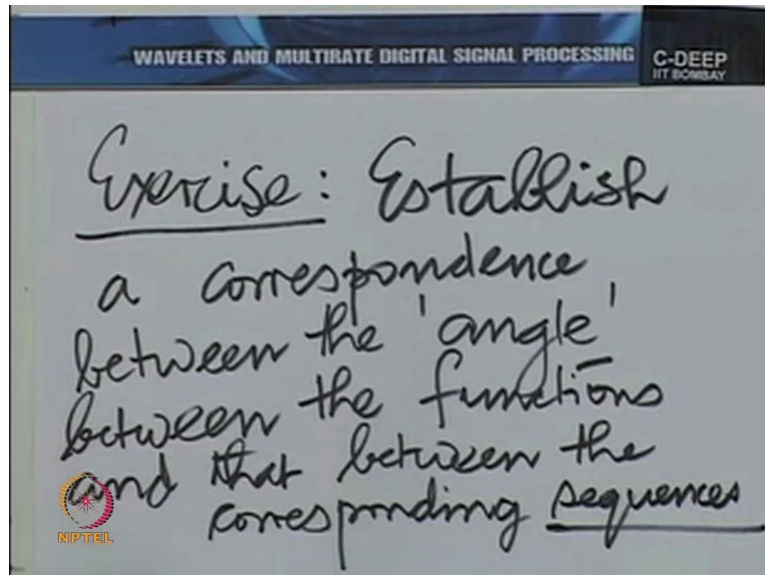 WAVELETS AND MULTIRATE DIGITAL SIGNAL PROCESSING
C-DEEP
IIT BOMBAY
Exercise: Establish
a correspondence
between the 'angle'
between the functions
and that between the
corresponding sequences
NPTEL